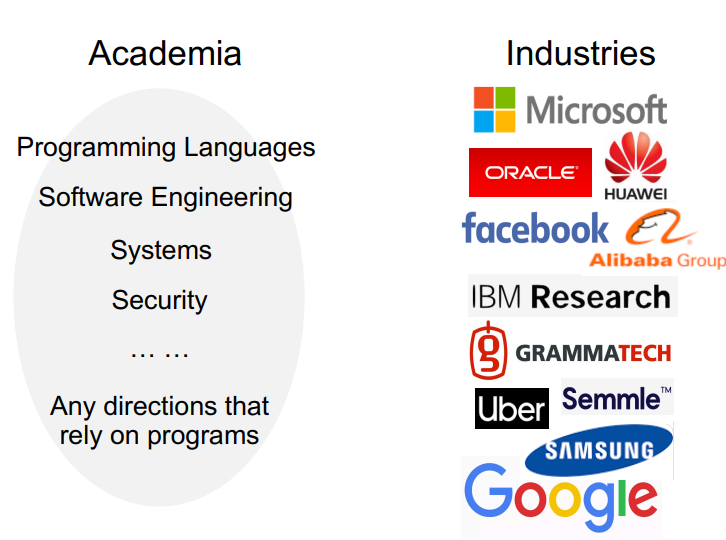 Academia
Programming Languages
Software Engineering
Systems
Security
… …
Any directions that
rely on programs
Industries
Microsoft
ORACLE
HUAWEI
facebook
Alibaba Group
IBM Research
g GRAMMATECH
Uber
Semmle™
SAMSUNG
Google